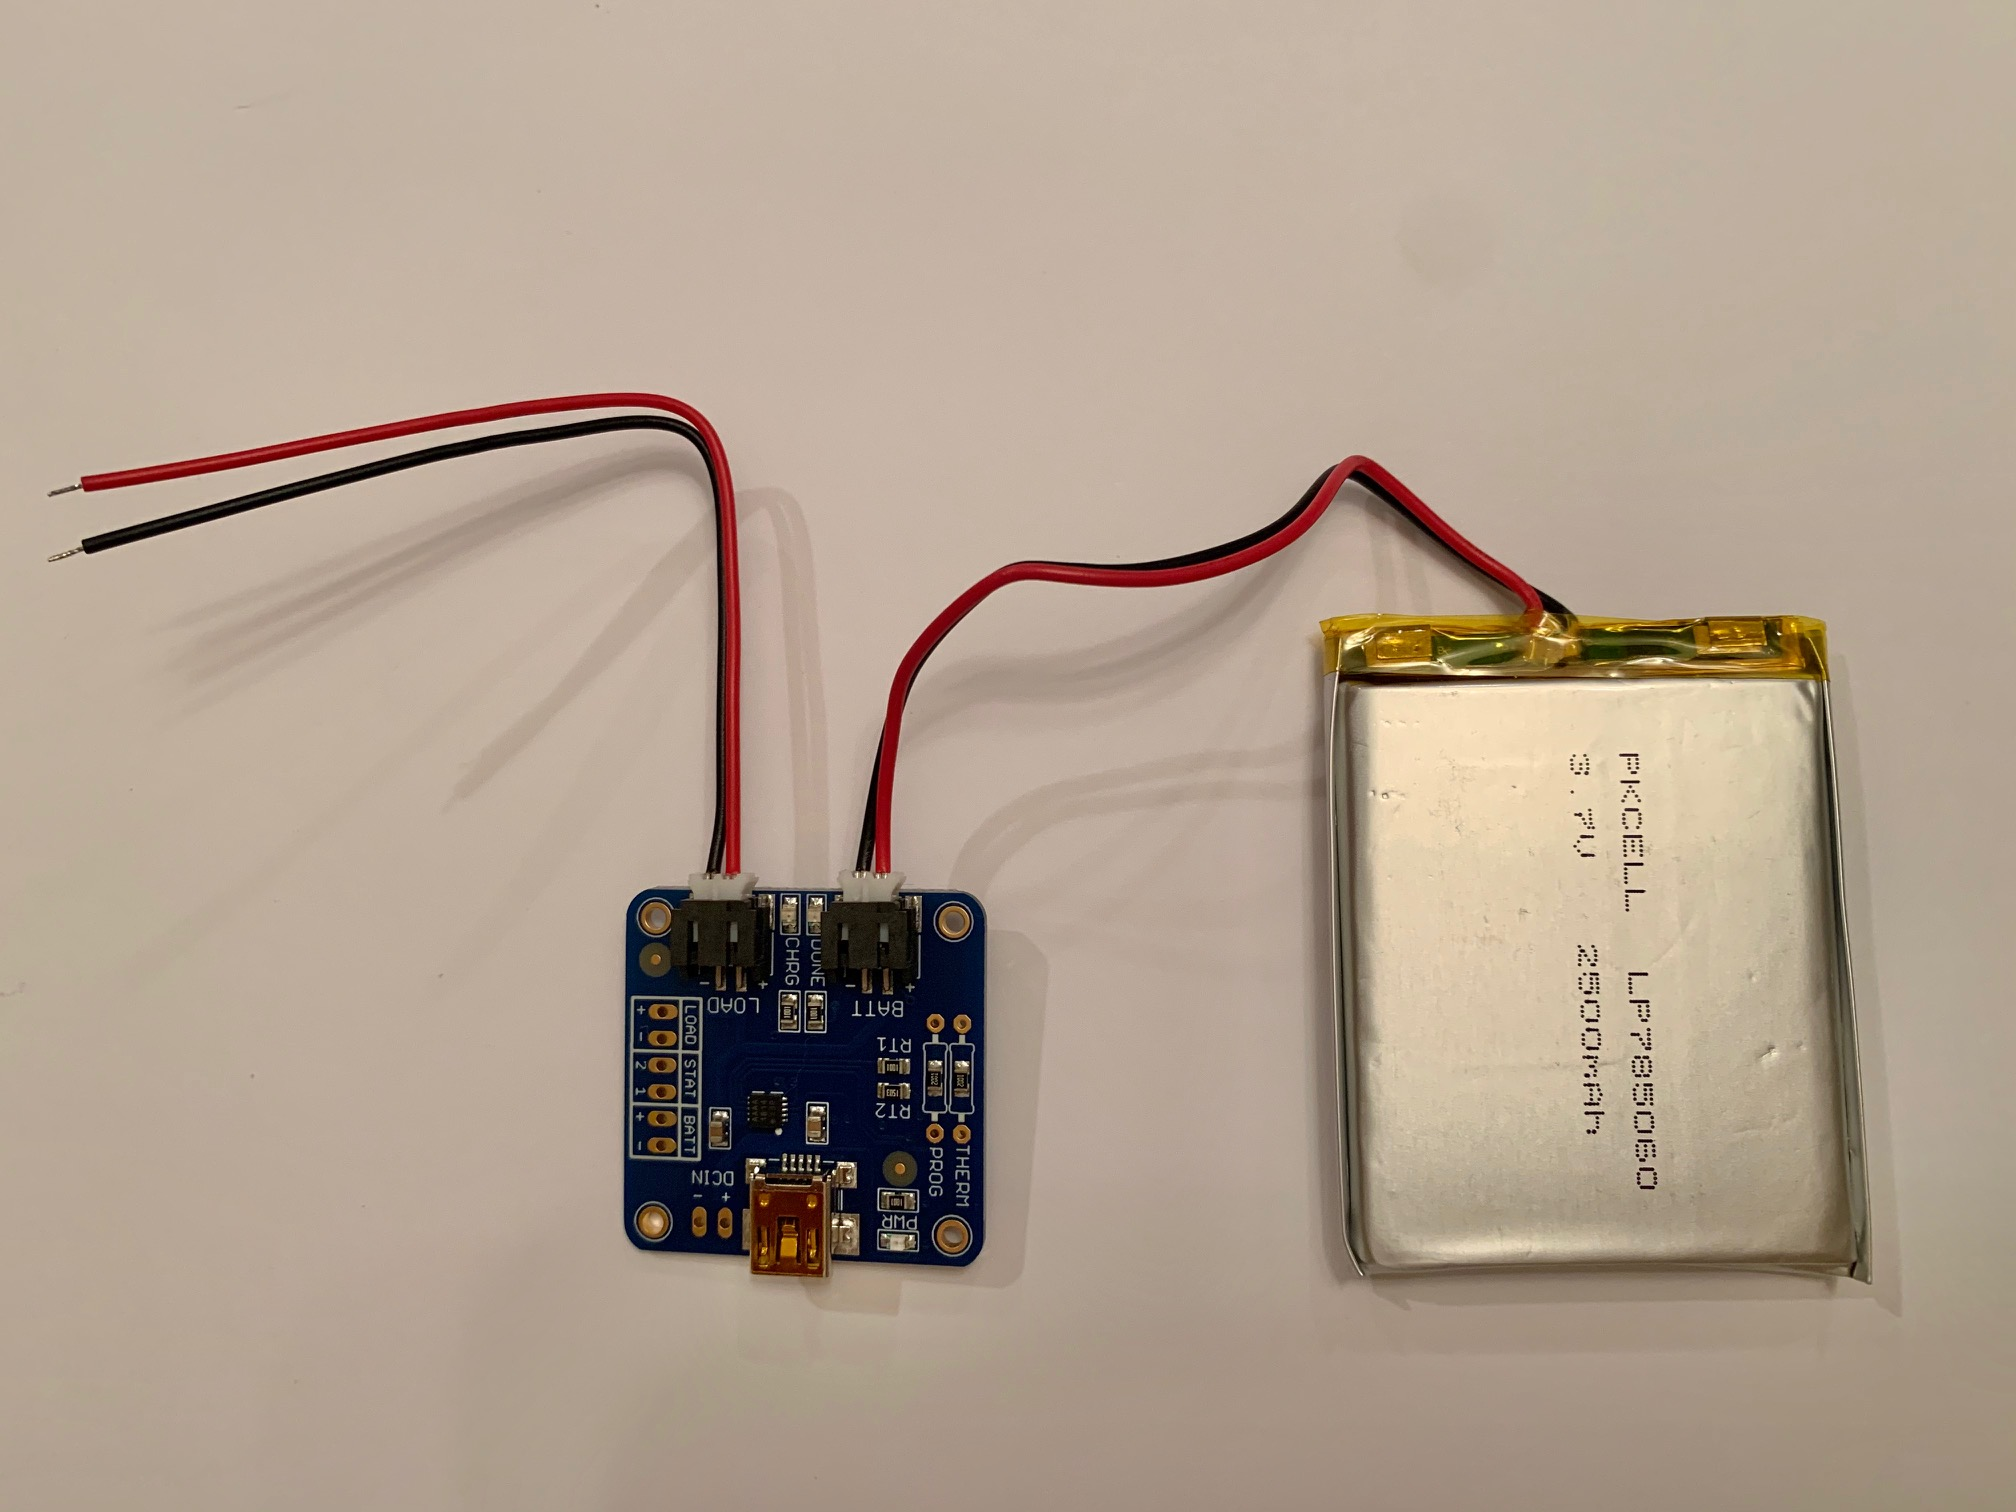 PKCELL LP785060
3.7V 2500mAh
CHRG
DONE
- +
LOAD
- +
BATT
LOAD
+
-
STAT
2
1
BATT
+
-
RT1
RT2
PROG
THERM
DCIN
- +
PWR